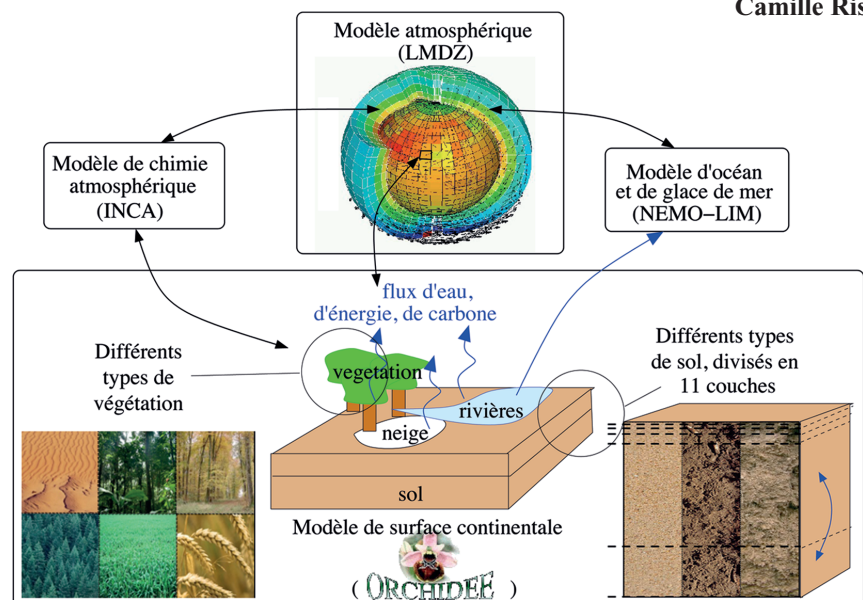 Camille Ris
Modèle atmosphérique
(LMDZ)
Modèle de chimie
atmosphérique
(INCA)
Modèle d'océan
et de glace de mer
(NEMO–LIM)
flux d'eau,
d'énergie, de carbone
Différents
types de
végétation
vegetation
rivières
neige
sol
Différents types
de sol, divisés en
11 couches
Modèle de surface continentale
( ORCHIDEE )